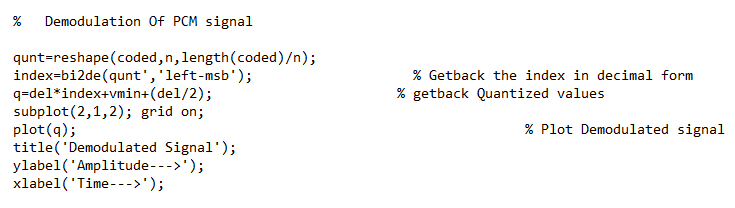 %   Demodulation Of PCM signal
qunt=reshape(coded,n,length(coded)/n);
index=bi2de(qunt','left-msb');                    % Getback the index in decimal form
q=del*index+vmin+(del/2);                       % getback Quantized values
subplot(2,1,2); grid on;
plot(q);                                                        % Plot Demodulated signal
title('Demodulated Signal');
ylabel('Amplitude--->');
xlabel('Time--->');